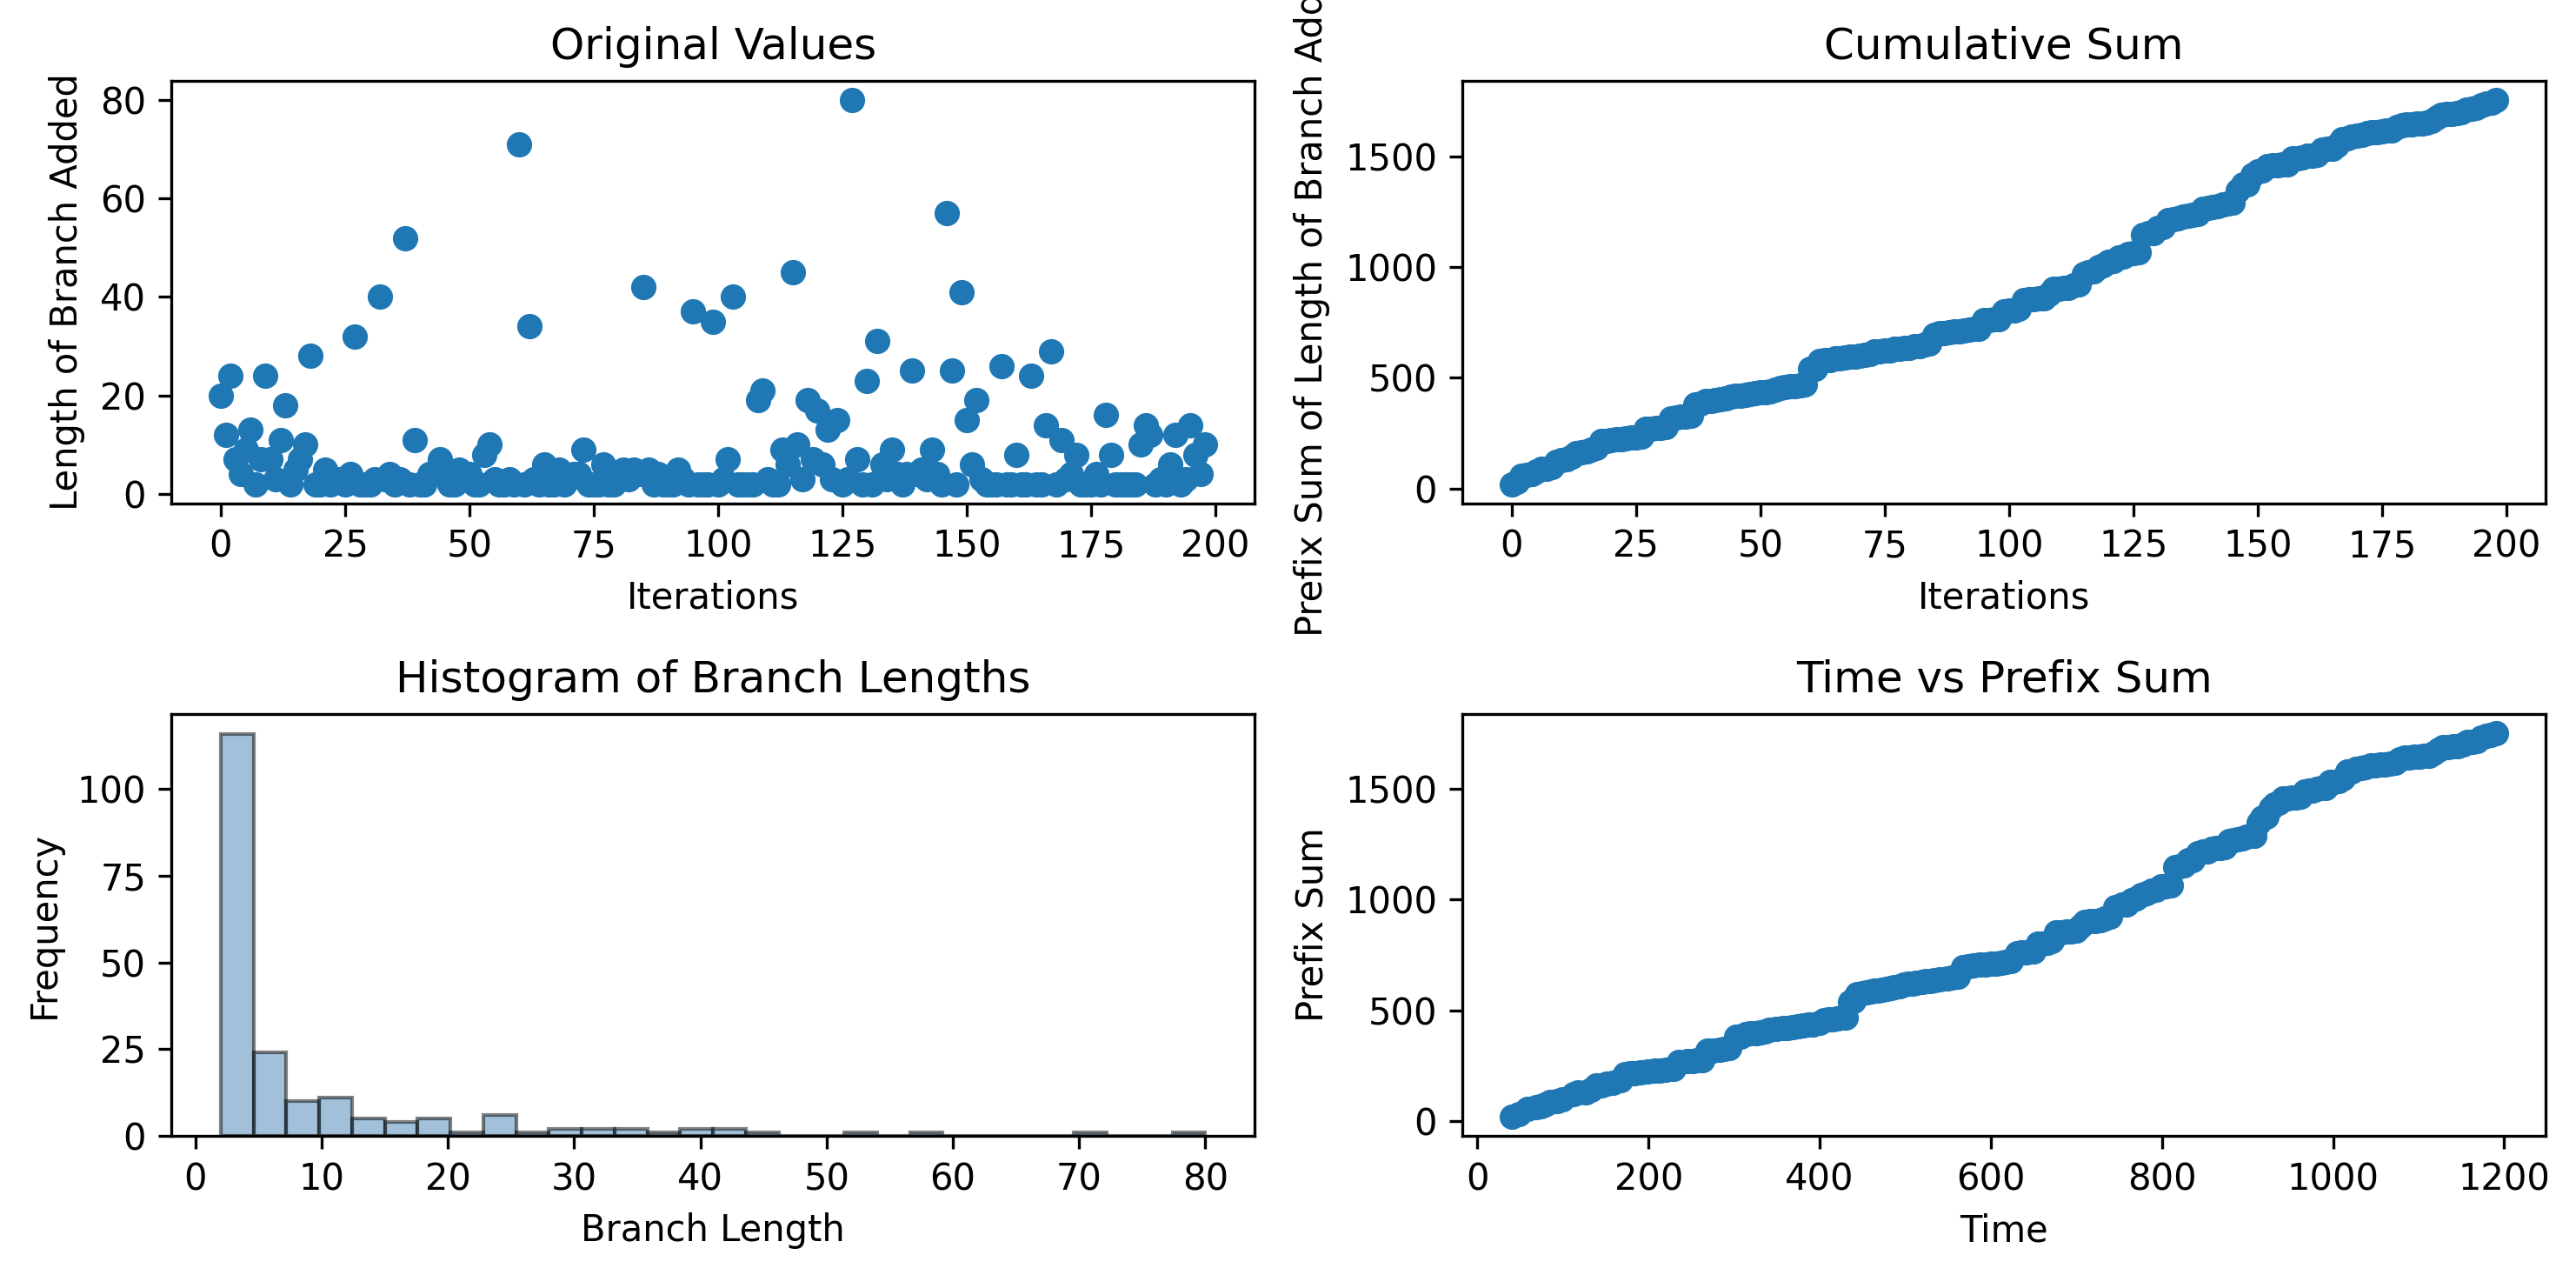 Original Values
Length of Branch Added
80
60
40
20
0
0 25 50 75 100 125 150 175 200
Iterations
Cumulative Sum
Prefix Sum of Length of Branch
1500
1000
500
0
0 25 50 75 100 125 150 175 200
Iterations
Histogram of Branch Lengths
Frequency
100
75
50
25
0
0 10 20 30 40 50 60 70 80
Branch Length
Time vs Prefix Sum
Prefix Sum
1500
1000
500
0
0 200 400 600 800 1000 1200
Time